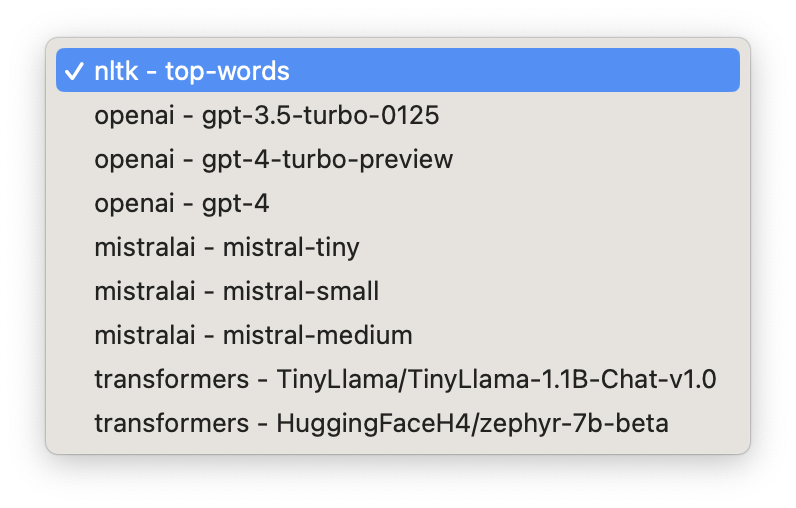 ✓ nltk - top-words
openai - gpt-3.5-turbo-0125
openai - gpt-4-turbo-preview
openai - gpt-4
mistralai - mistral-tiny
mistralai - mistral-small
mistralai - mistral-medium
transformers - TinyLlama/TinyLlama-1.1B-Chat-v1.0
transformers - HuggingFaceH4/zephyr-7b-beta